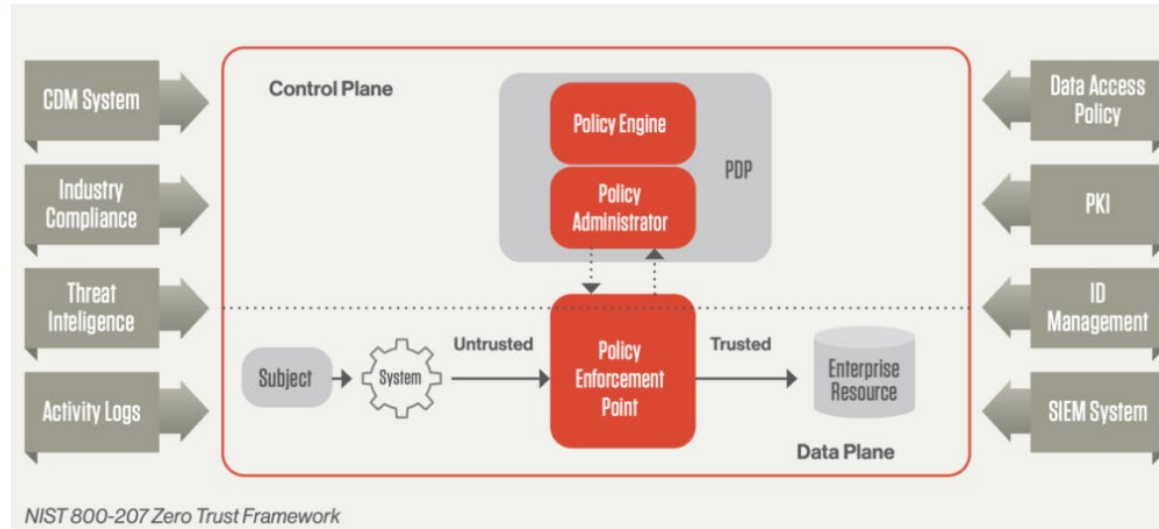 CDM System
Industry
Compliance
Threat
Inteligence
Activity Logs
Control Plane
Policy Engine
Policy
Administrator
PDP
Subject
System
Untrusted
Policy
Enforcement
Point
Trusted
Enterprise
Resource
Data Plane
Data Access
Policy
PKI
ID
Management
SIEM System
NIST 800-207 Zero Trust Framework